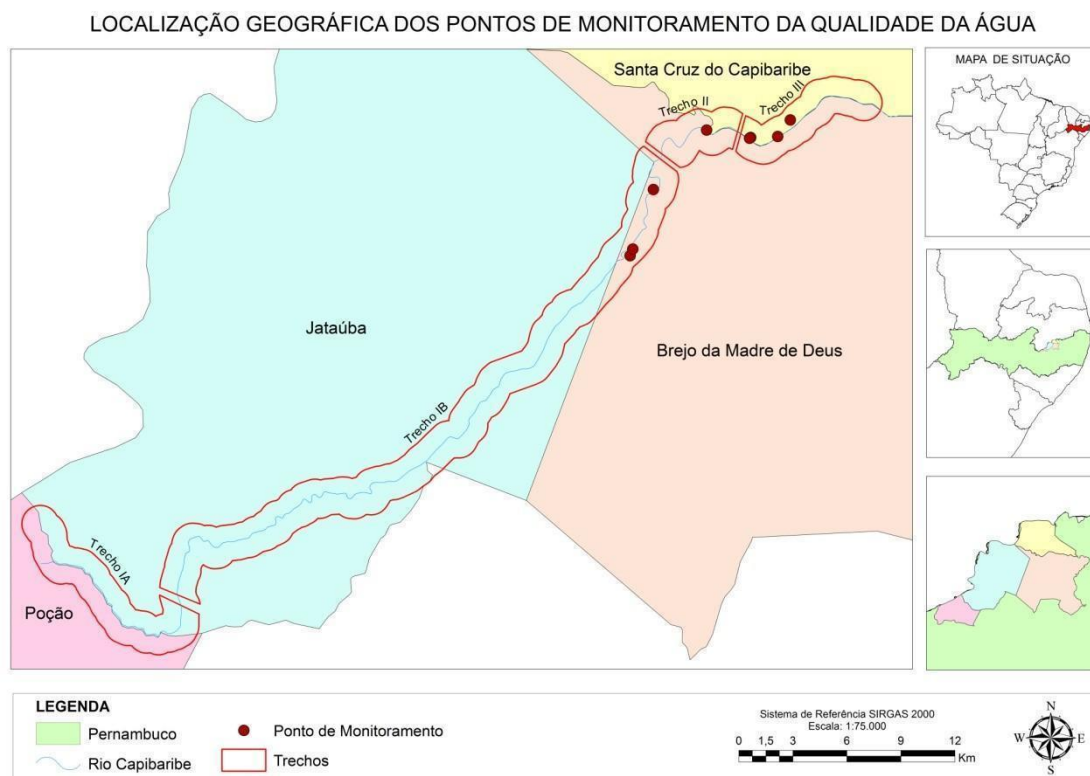 LOCALIZAÇÃO GEOGRÁFICA DOS PONTOS DE MONITORAMENTO DA QUALIDADE DA ÁGUA
Santa Cruz do Capibaribe
Trecho II
Trecho III
Jataúba
Brejo da Madre de Deus
Trecho IB
Trecho IA
Poção
MAPA DE SITUAÇÃO
LEGENDA
Pernambuco
Rio Capibaribe
Ponto de Monitoramento
Trechos
Sistema de Referência SIRGAS 2000
Escala: 1:75.000
0 1,5 3 6 9 12
Km
N
W E
S